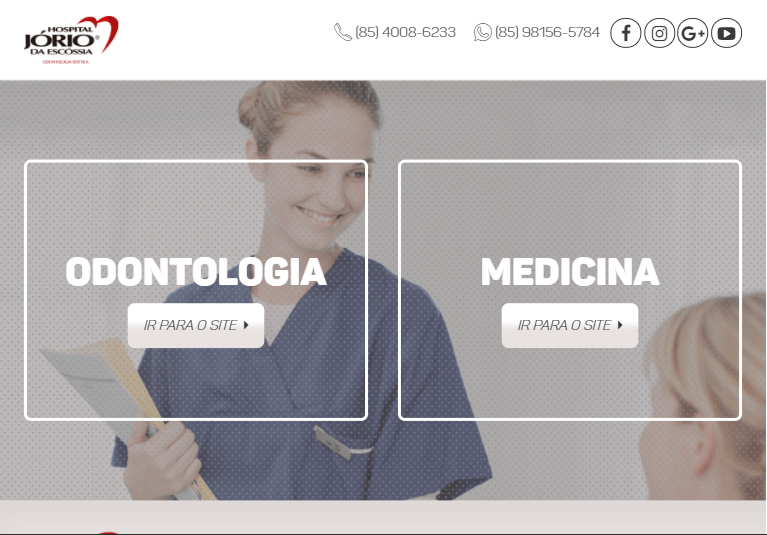 HOSPITAL
JÓRIO®
DA ESCÓSSIA
ODONTOLOGIA ESTÉTICA
(85) 4008-6233
(85) 98156-5784
G+
ODONTOLOGIA
IR PARA O SITE
MEDICINA
IR PARA O SITE